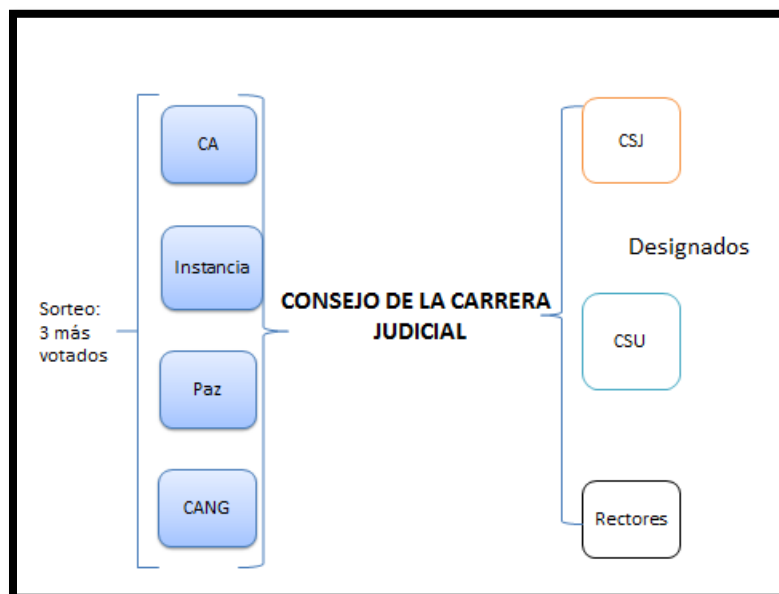 CA
Instancia
Sorteo:
3 más
votados
Paz
CANG
CONSEJO DE LA CARRERA
JUDICIAL
CSJ
Designados
CSU
Rectores